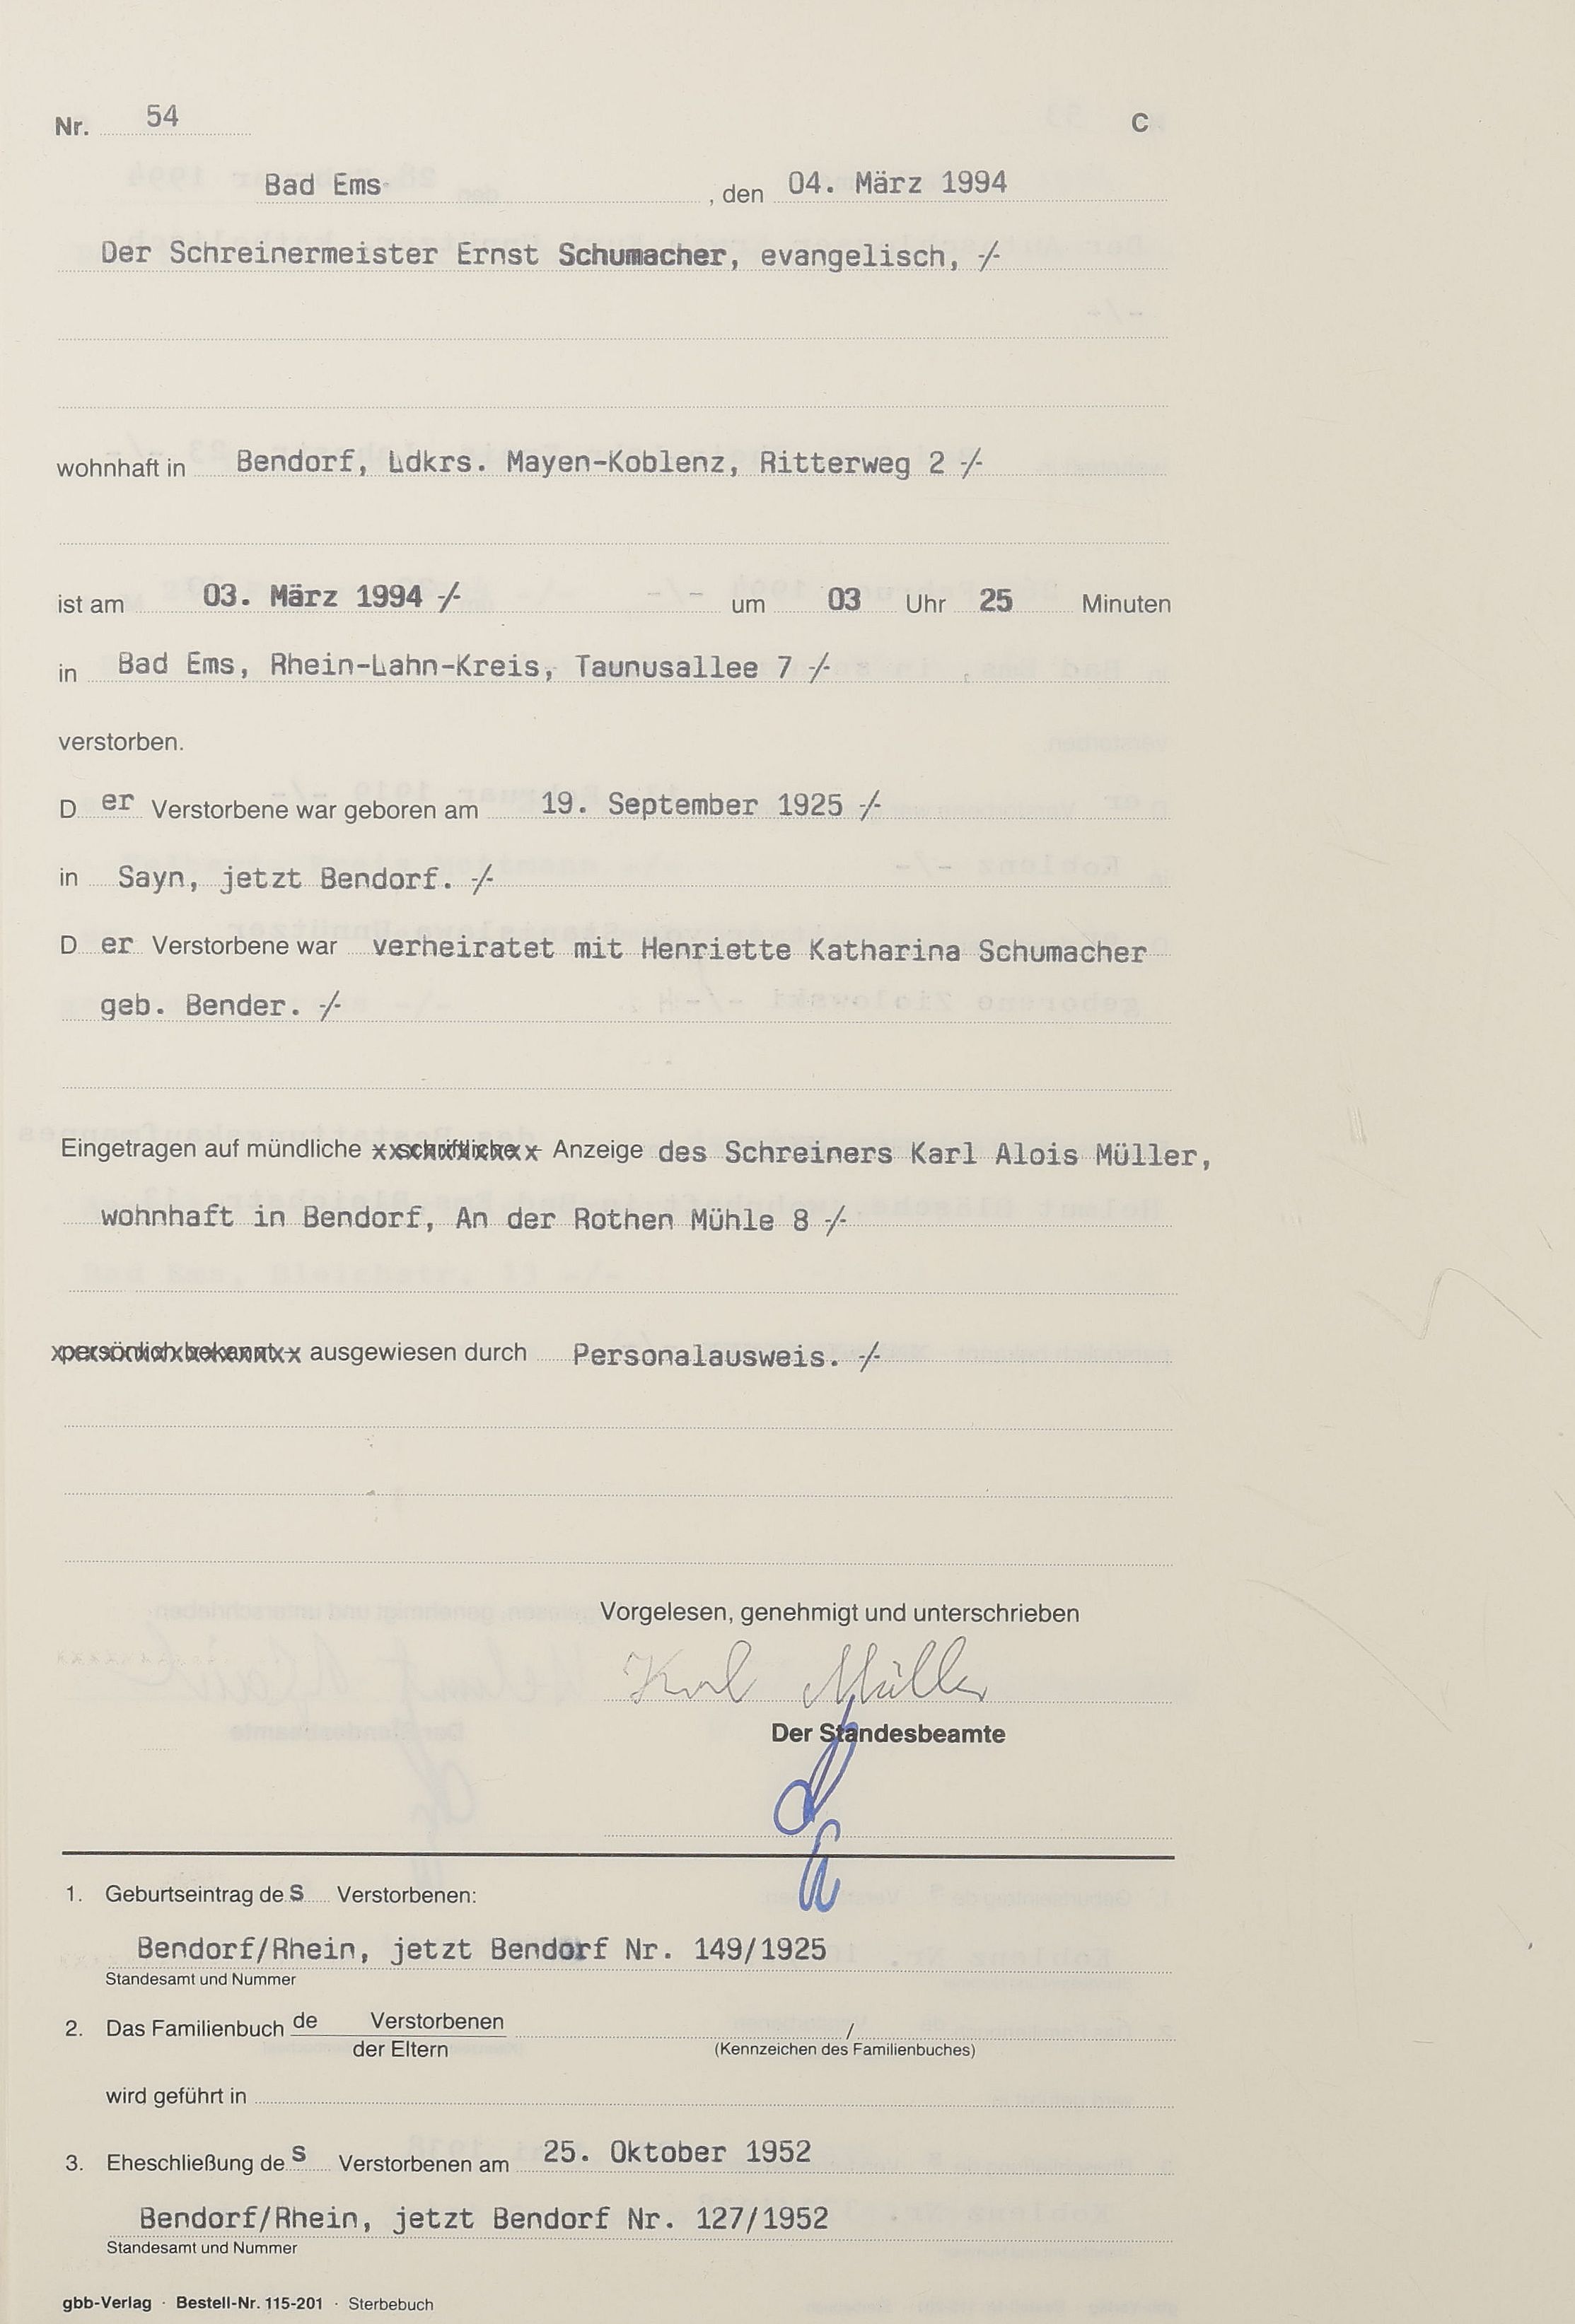 Nr. 54
C
Bad Ems, den 04. März 1994
Der Schreinermeister Ernst Schumacher, evangelisch, -/-
wohnhaft in Bendorf, Ldkrs. Mayen-Koblenz, Ritterweg 2 -/-
ist am 03. März 1994 -/- um 03 Uhr 25 Minuten
in Bad Ems, Rhein-Lahn-Kreis, Taunusallee 7 -/-
verstorben.
D er Verstorbene war geboren am 19. September 1925 -/-
in Sayn, jetzt Bendorf. -/-
D er Verstorbene war verheiratet mit Henriette Katharina Schumacher
geb. Bender. -/-
Eingetragen auf mündliche schriftliche Anzeige des Schreiners Karl Alois Müller,
wohnhaft in Bendorf, An der Rothen Mühle 8 -/-
persönlich bekannt ausgewiesen durch Personalausweis. -/-
Vorgelesen, genehmigt und unterschrieben
Karl Müller
Der Standesbeamte
1. Geburtseintrag de s Verstorbenen:
Bendorf/Rhein, jetzt Bendorf Nr. 149/1925
Standesamt und Nummer
2. Das Familienbuch de Verstorbenen /
der Eltern (Kennzeichen des Familienbuches)
wird geführt in
3. Eheschließung de s Verstorbenen am 25. Oktober 1952
Bendorf/Rhein, jetzt Bendorf Nr. 127/1952
Standesamt und Nummer
gbb-Verlag · Bestell-Nr. 115-201 · Sterbebuch